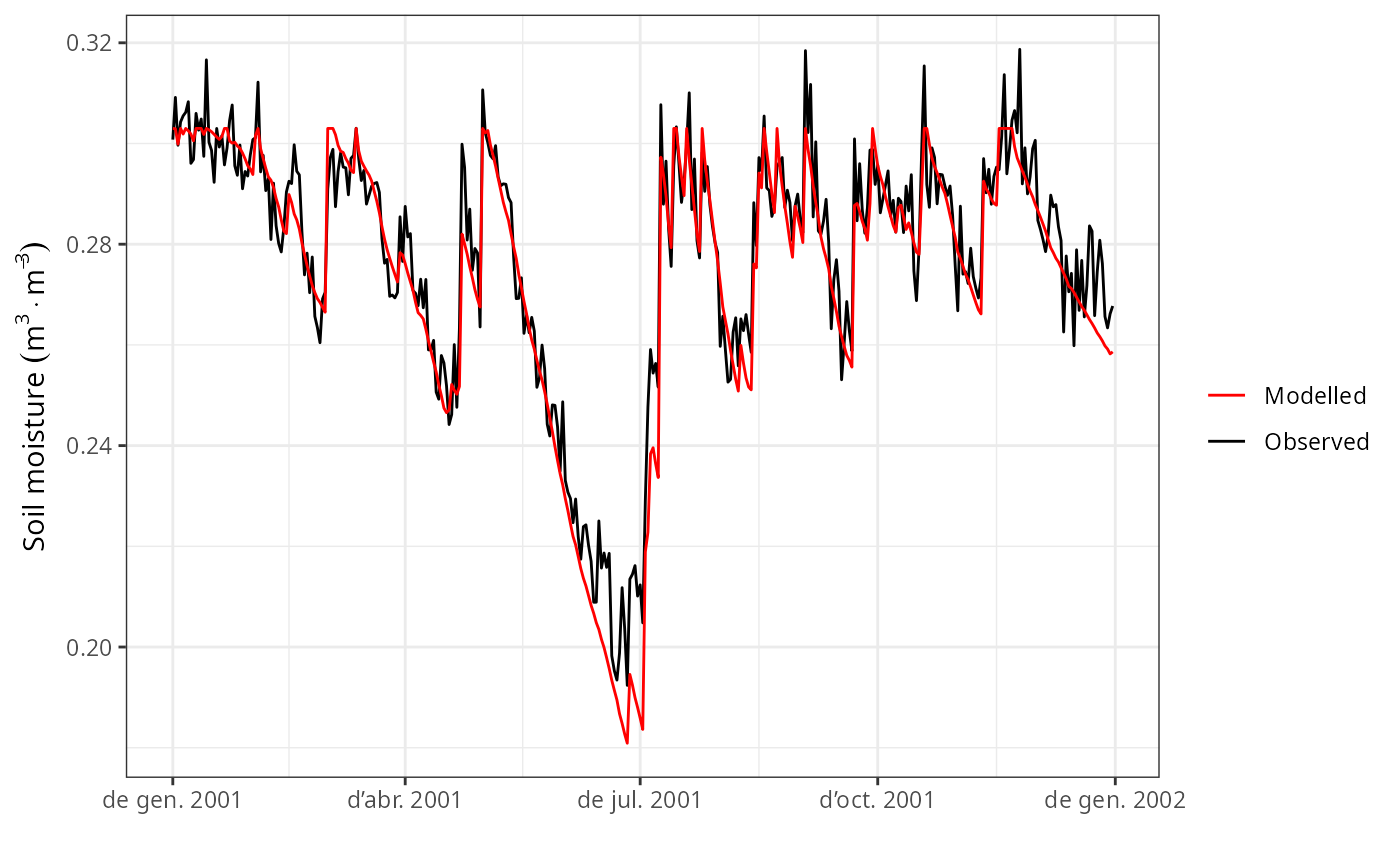 Soil moisture (m³ · m⁻³)
0.32
0.28
0.24
0.20
de gen. 2001 d’abr. 2001 de jul. 2001 d’oct. 2001 de gen. 2002
Modelled
Observed